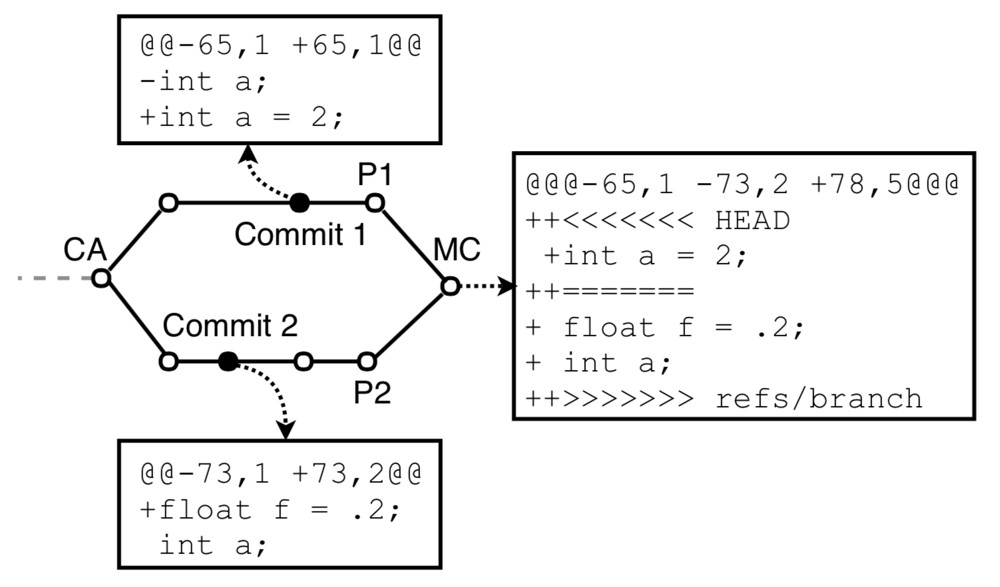 @@-65,1 +65,1@@
-int a;
+int a = 2;
P1
Commit 1
CA
MC
Commit 2
P2
@@@-65,1 -73,2 +78,5@@@
++<<<<<<< HEAD
 +int a = 2;
++=======
+ float f = .2;
+ int a;
++>>>>>>> refs/branch
@@-73,1 +73,2@@
+float f = .2;
 int a;